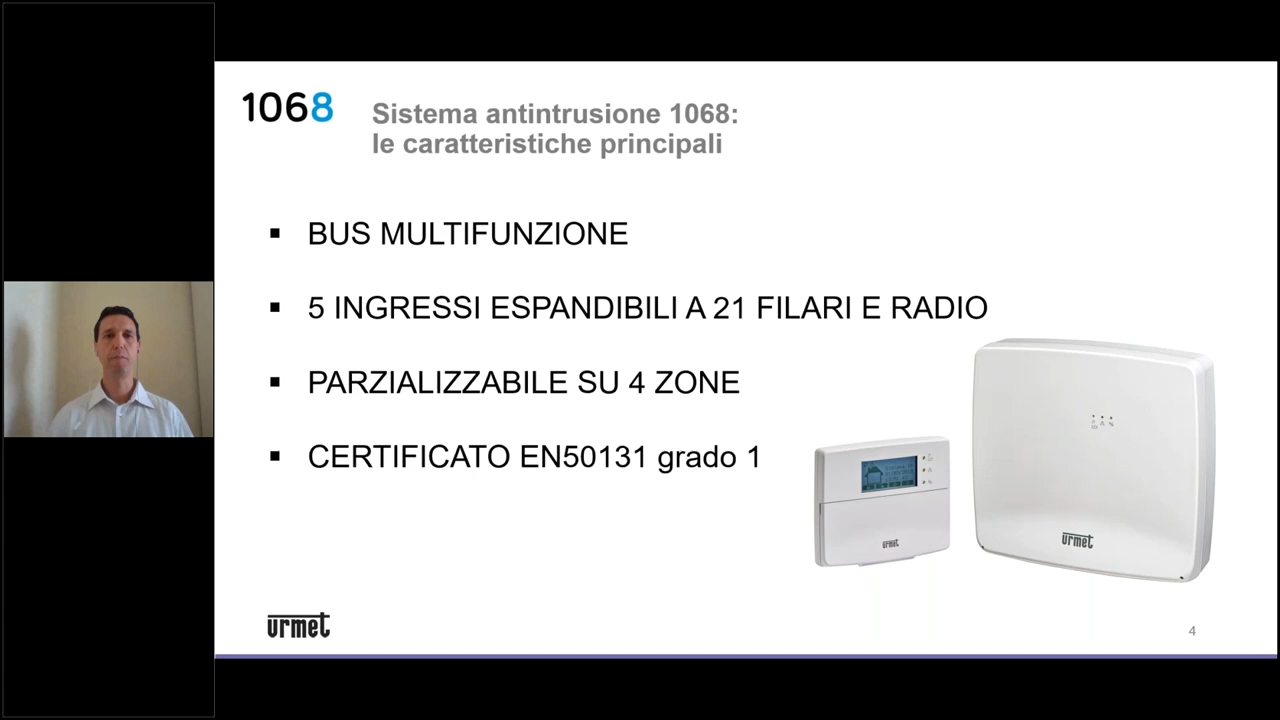 1068
Sistema antintrusione 1068:
le caratteristiche principali
▪ BUS MULTIFUNZIONE
▪ 5 INGRESSI ESPANDIBILI A 21 FILARI E RADIO
▪ PARZIALIZZABILE SU 4 ZONE
▪ CERTIFICATO EN50131 grado 1
urmet
urmet
urmet
4